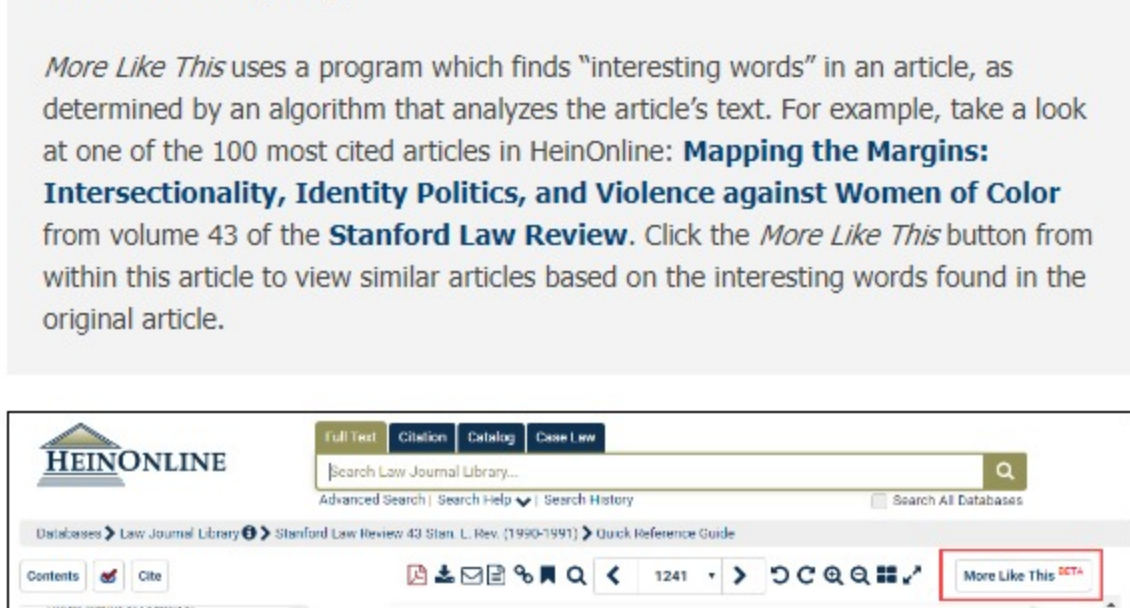 More Like This uses a program which finds “interesting words” in an article, as
determined by an algorithm that analyzes the article’s text. For example, take a look
at one of the 100 most cited articles in HeinOnline: Mapping the Margins:
Intersectionality, Identity Politics, and Violence against Women of Color
from volume 43 of the Stanford Law Review. Click the More Like This button from
within this article to view similar articles based on the interesting words found in the
original article.
HEINONLINE
Full Text Citation Catalog Case Law
Search Law Journal Library...
Advanced Search | Search Help | Search History
Search All Databases
Databases Law Journal Library Stanford Law Review 43 Stan. L. Rev. (1990-1991) Quick Reference Guide
Contents Cite 1241 More Like This BETA